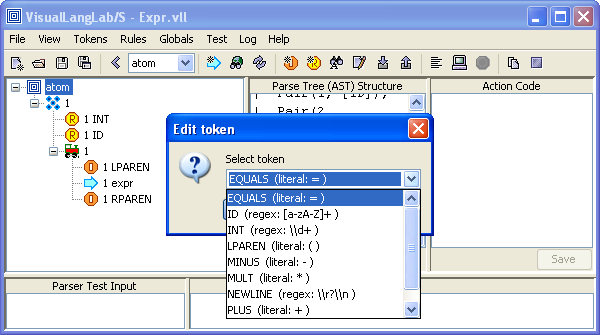 VisualLangLab/S - Expr.vll
File View Tokens Rules Globals Test Log Help
atom
Parse Tree (AST) Structure
Action Code
atom
1
1 INT
1 ID
1
1 LPAREN
1 expr
1 RPAREN
Pair(2
Edit token
Select token
EQUALS (literal: = )
EQUALS (literal: = )
ID (regex: [a-zA-Z]+ )
INT (regex: \\d+ )
LPAREN (literal: ( )
MINUS (literal: - )
MULT (literal: * )
NEWLINE (regex: \\r?\\n )
PLUS (literal: + )
Save
Parser Test Input